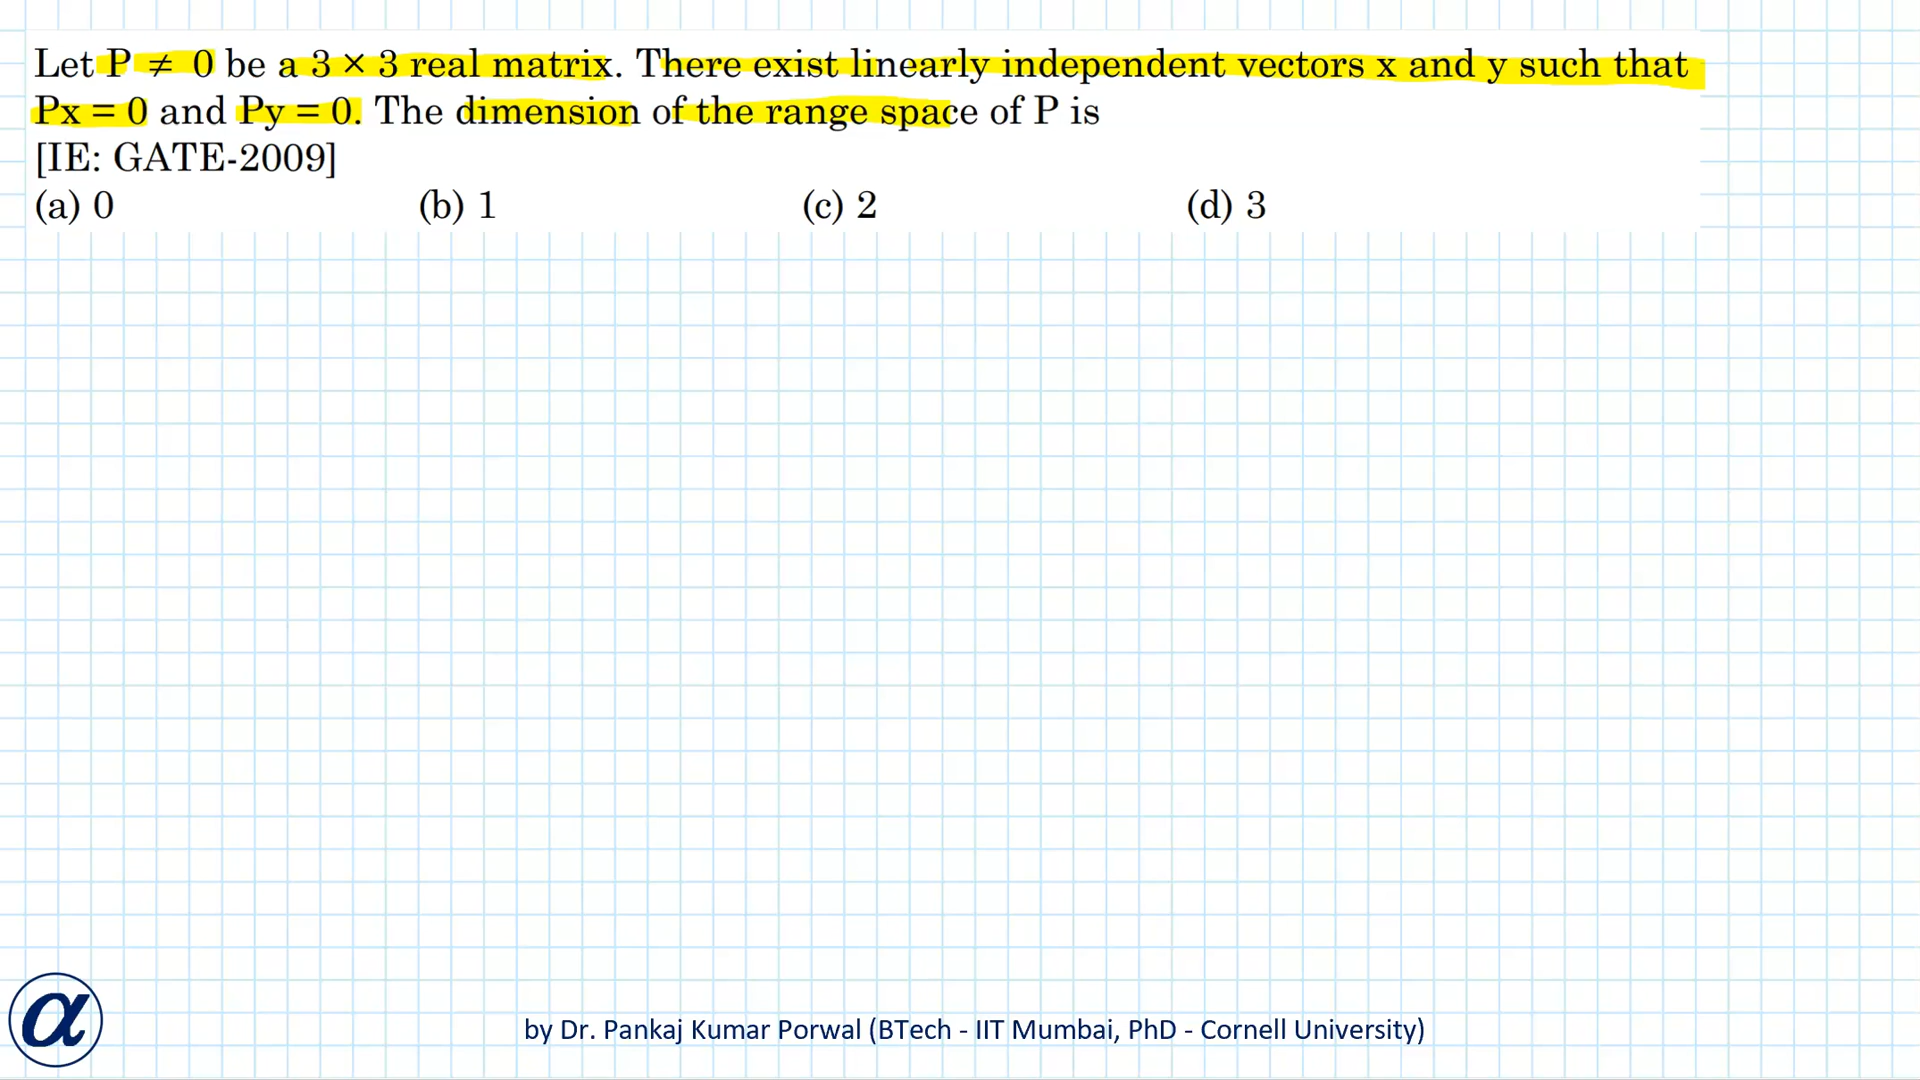 Let P ≠ 0 be a 3 × 3 real matrix. There exist linearly independent vectors x and y such that
Px = 0 and Py = 0. The dimension of the range space of P is
[IE: GATE-2009]
(a) 0 (b) 1 (c) 2 (d) 3
α
by Dr. Pankaj Kumar Porwal (BTech - IIT Mumbai, PhD - Cornell University)